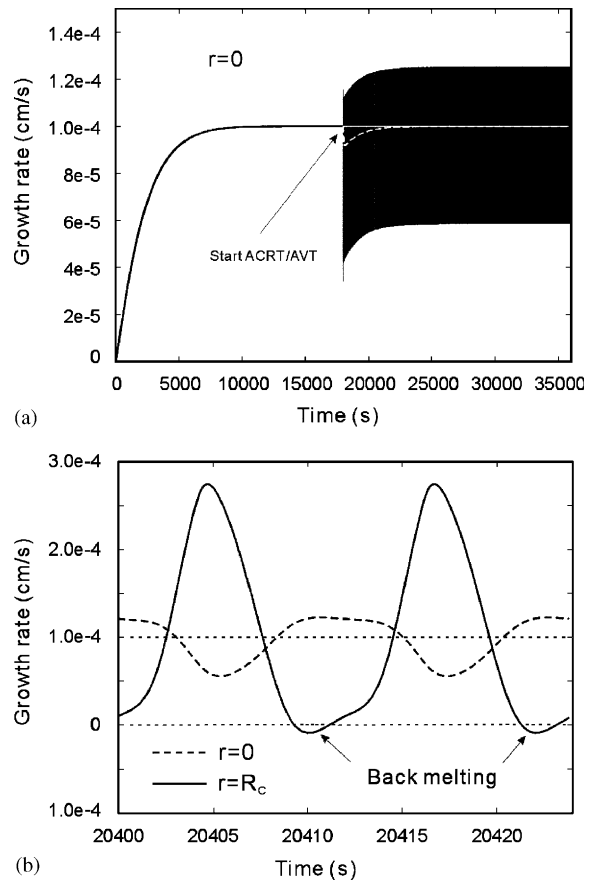 1.4e-4
1.2e-4
1.0e-4
8e-5
6e-5
4e-5
2e-5
0
Growth rate (cm/s)
r=0
Start ACRT/AVT
0 5000 10000 15000 20000 25000 30000 35000
Time (s)
(a)
3.0e-4
2.0e-4
1.0e-4
0
1.0e-4
Growth rate (cm/s)
r=0
r=Rc
Back melting
20400 20405 20410 20415 20420
Time (s)
(b)